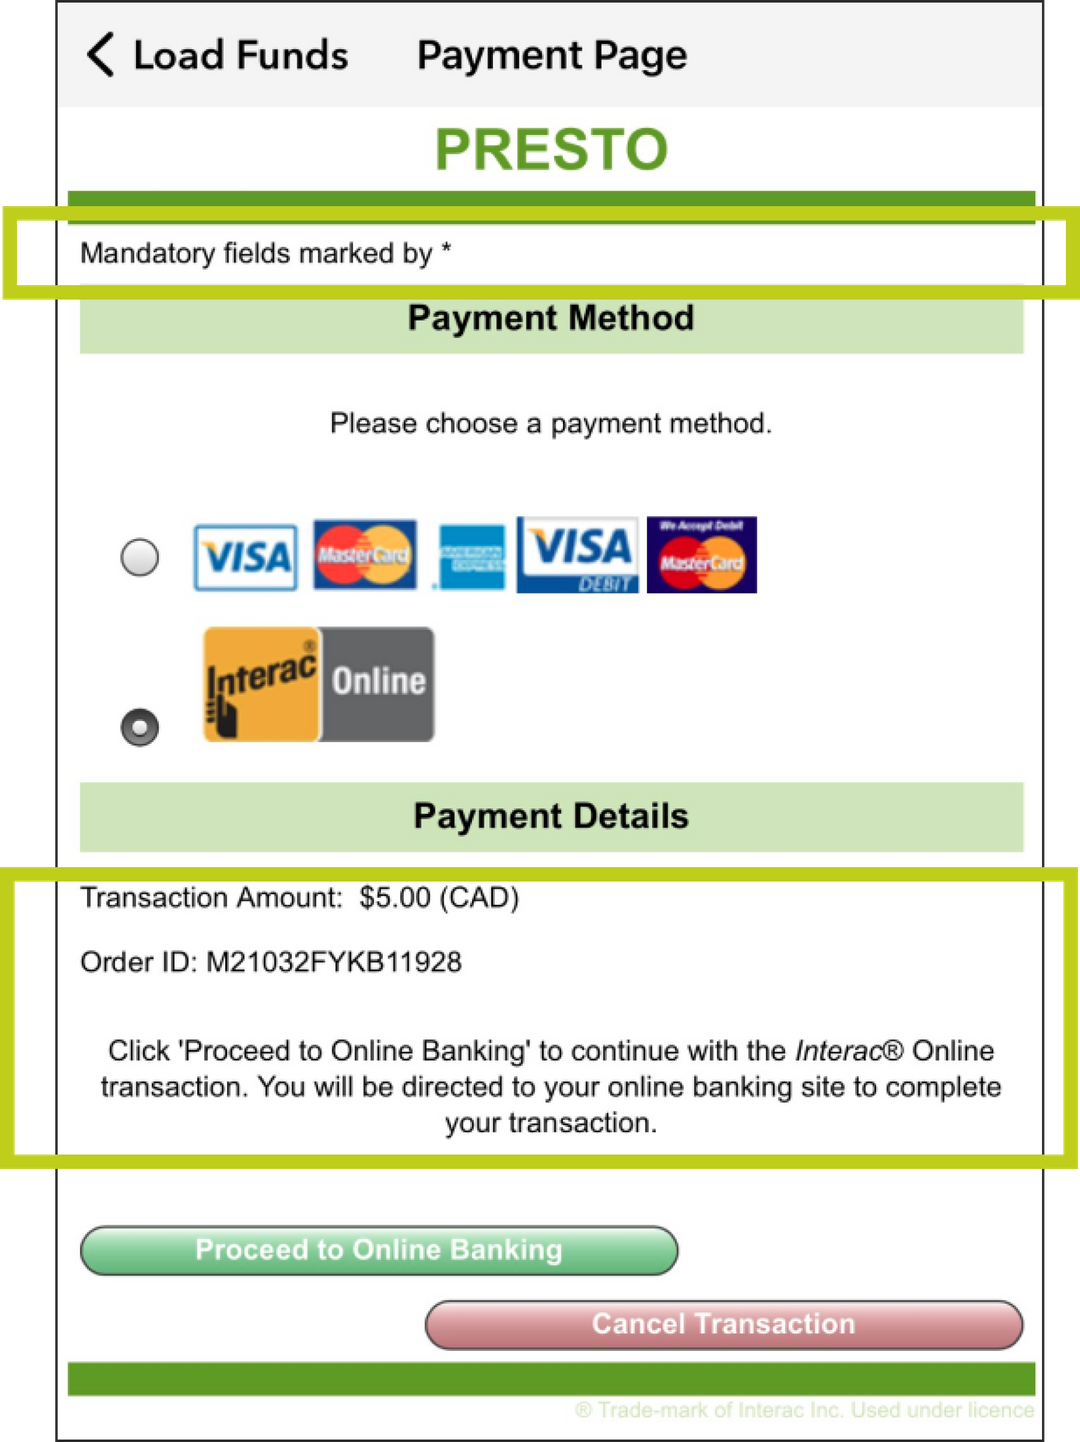 Load Funds Payment Page
PRESTO
Mandatory fields marked by *
Payment Method
Please choose a payment method.
VISA MasterCard AMERICAN EXPRESS VISA DEBIT We Accept Debit MasterCard
Interac® Online
Payment Details
Transaction Amount: $5.00 (CAD)
Order ID: M21032FYKB11928
Click 'Proceed to Online Banking' to continue with the Interac® Online
transaction. You will be directed to your online banking site to complete
your transaction.
Proceed to Online Banking
Cancel Transaction
® Trade-mark of Interac Inc. Used under licence